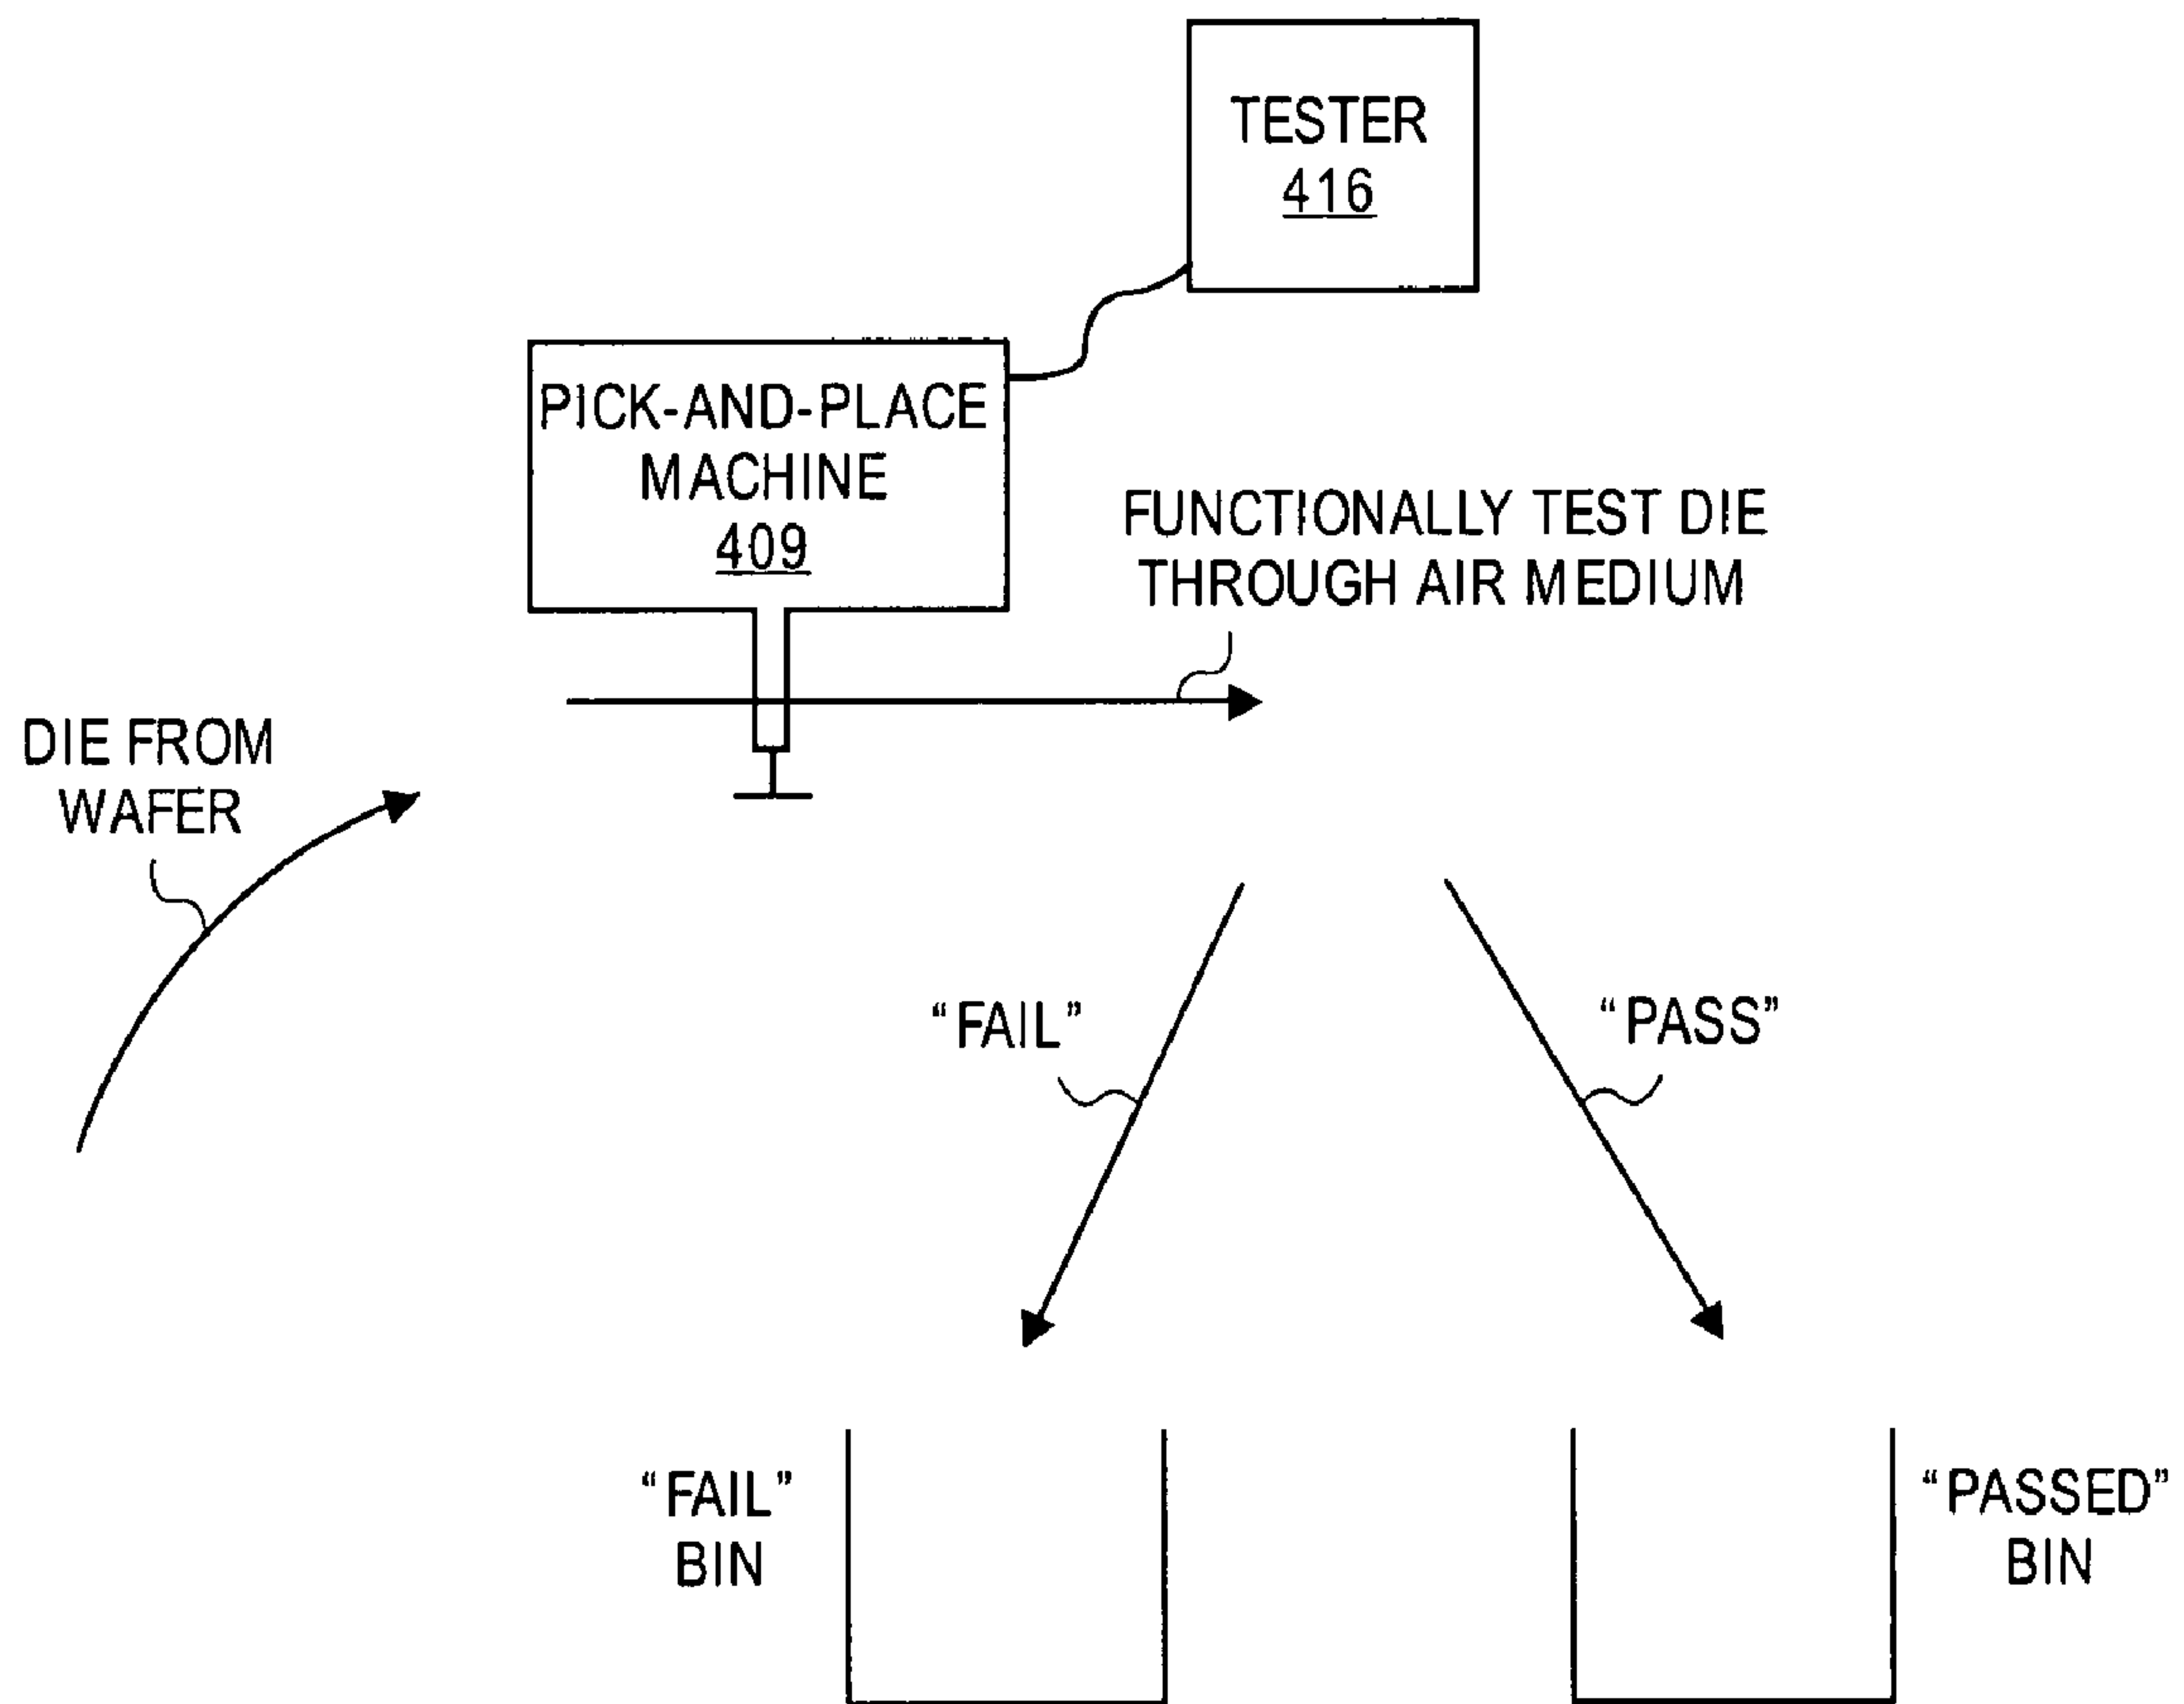 TESTER
416
PICK-AND-PLACE
MACHINE
409
FUNCTIONALLY TEST DIE
THROUGH AIR MEDIUM
DIE FROM
WAFER
“FAIL”
“PASS”
“FAIL”
BIN
“PASSED”
BIN